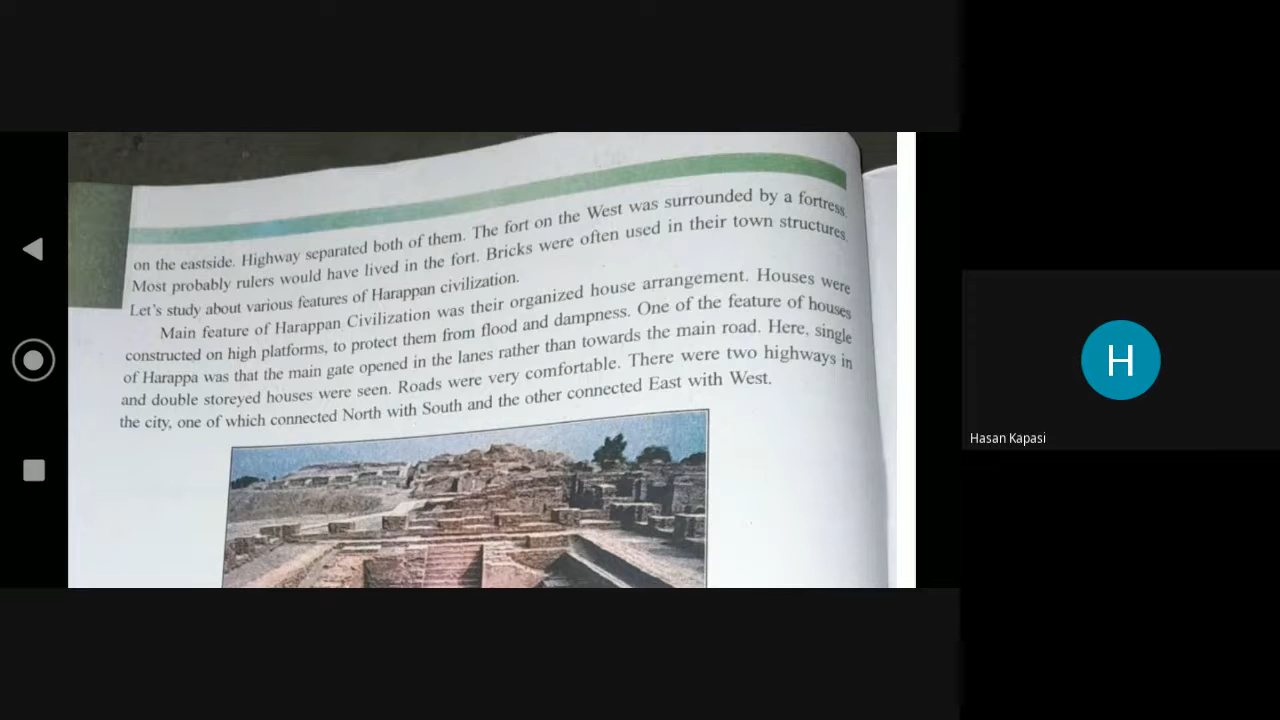 on the eastside. Highway separated both of them. The fort on the West was surrounded by a fortress.
Most probably rulers would have lived in the fort. Bricks were often used in their town structures.
Let's study about various features of Harappan civilization.
Main feature of Harappan Civilization was their organized house arrangement. Houses were
constructed on high platforms, to protect them from flood and dampness. One of the feature of houses
of Harappa was that the main gate opened in the lanes rather than towards the main road. Here, single
and double storeyed houses were seen. Roads were very comfortable. There were two highways in
the city, one of which connected North with South and the other connected East with West.
H
Hasan Kapasi